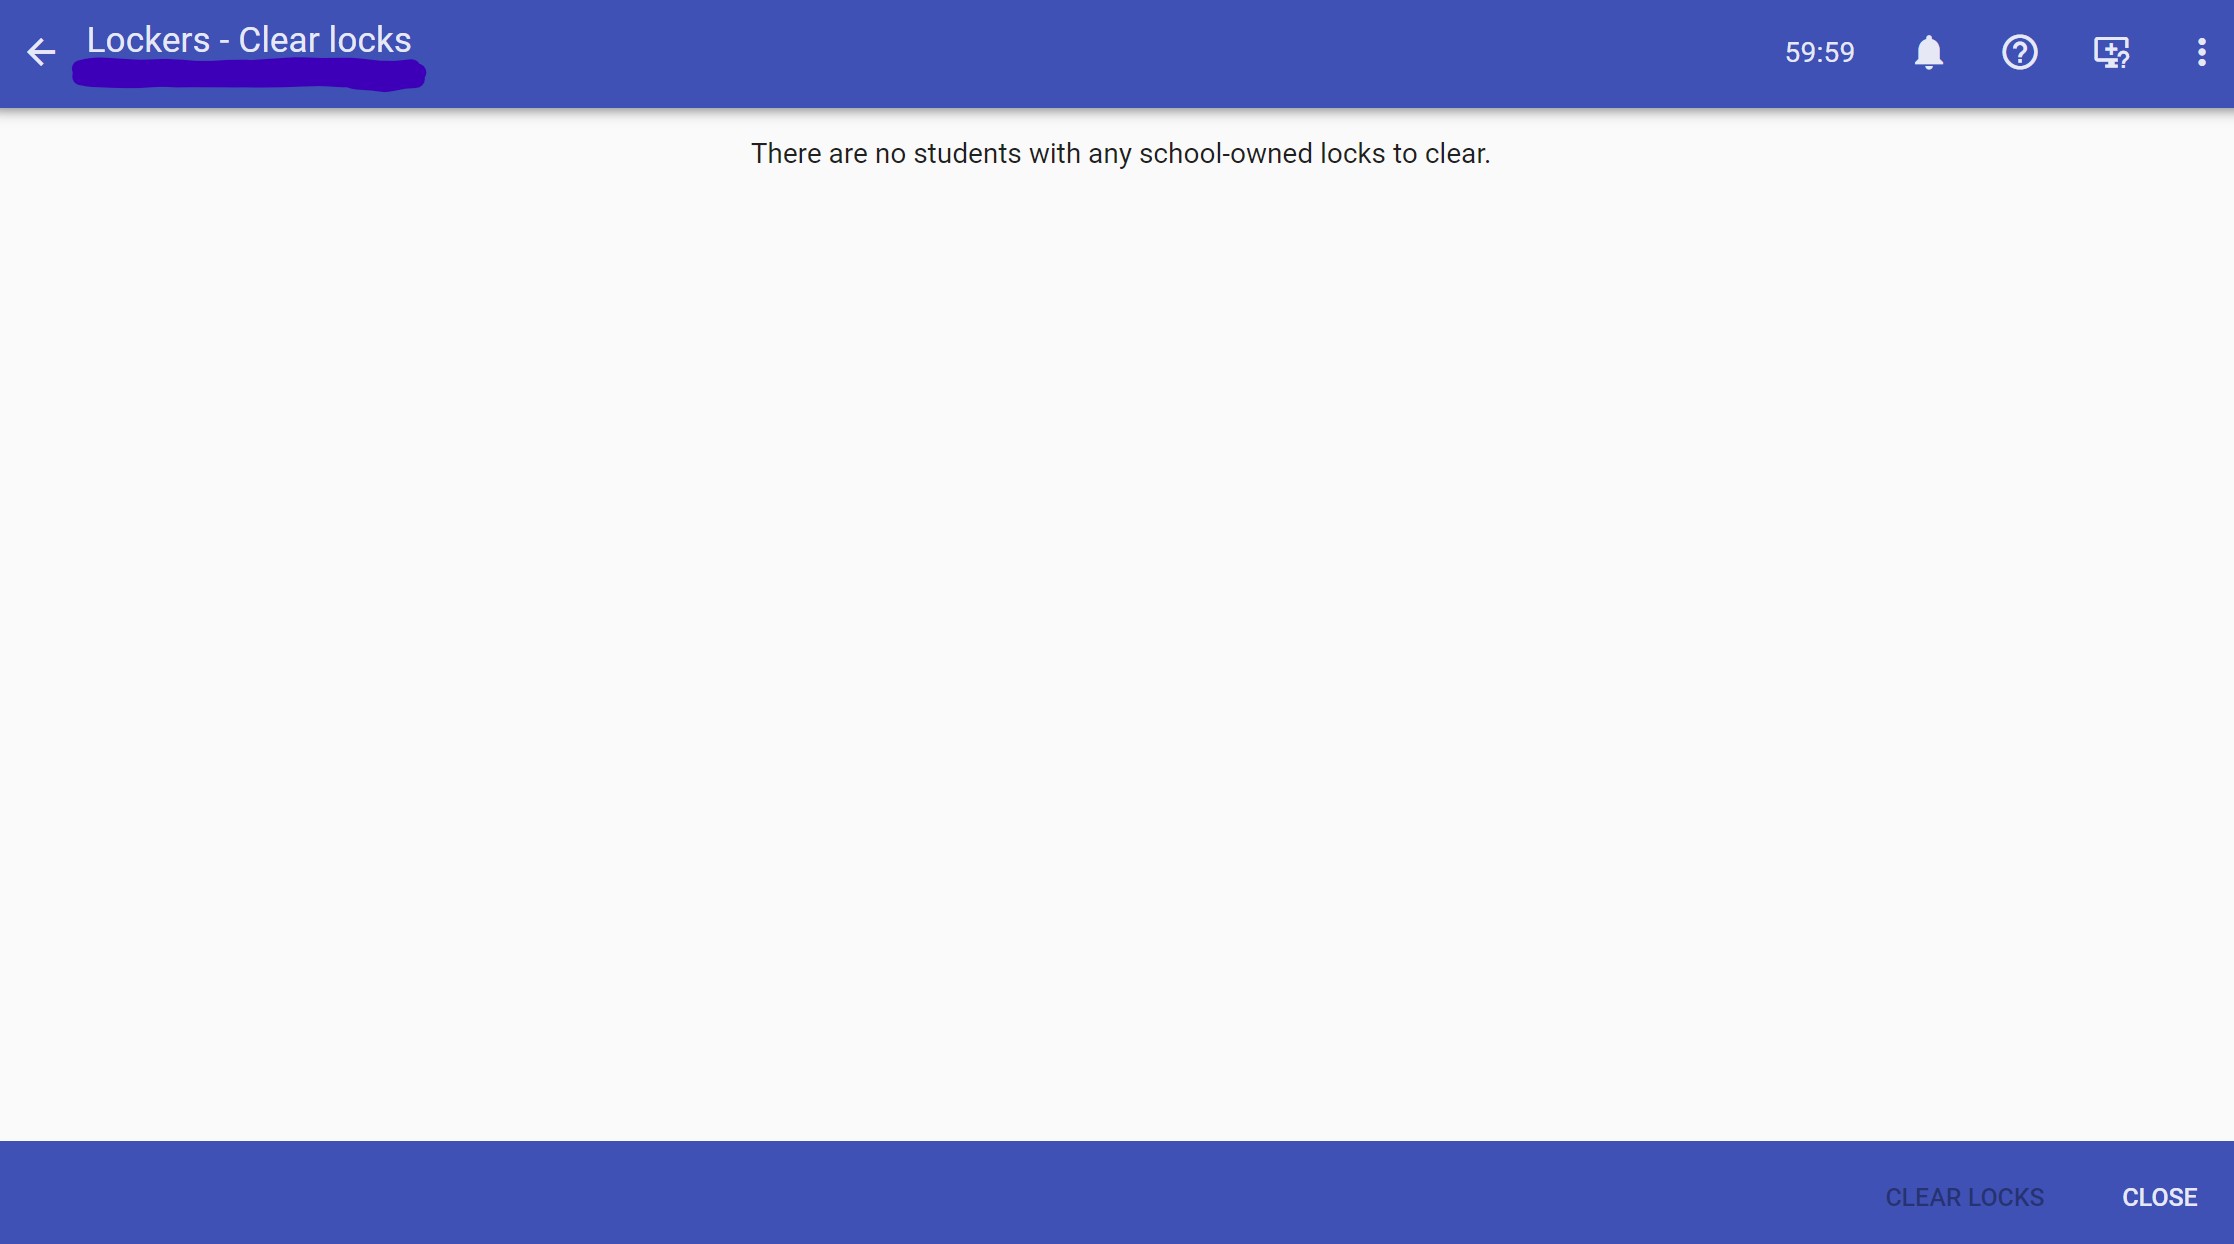 Lockers - Clear locks
59:59
There are no students with any school-owned locks to clear.
CLEAR LOCKS
CLOSE